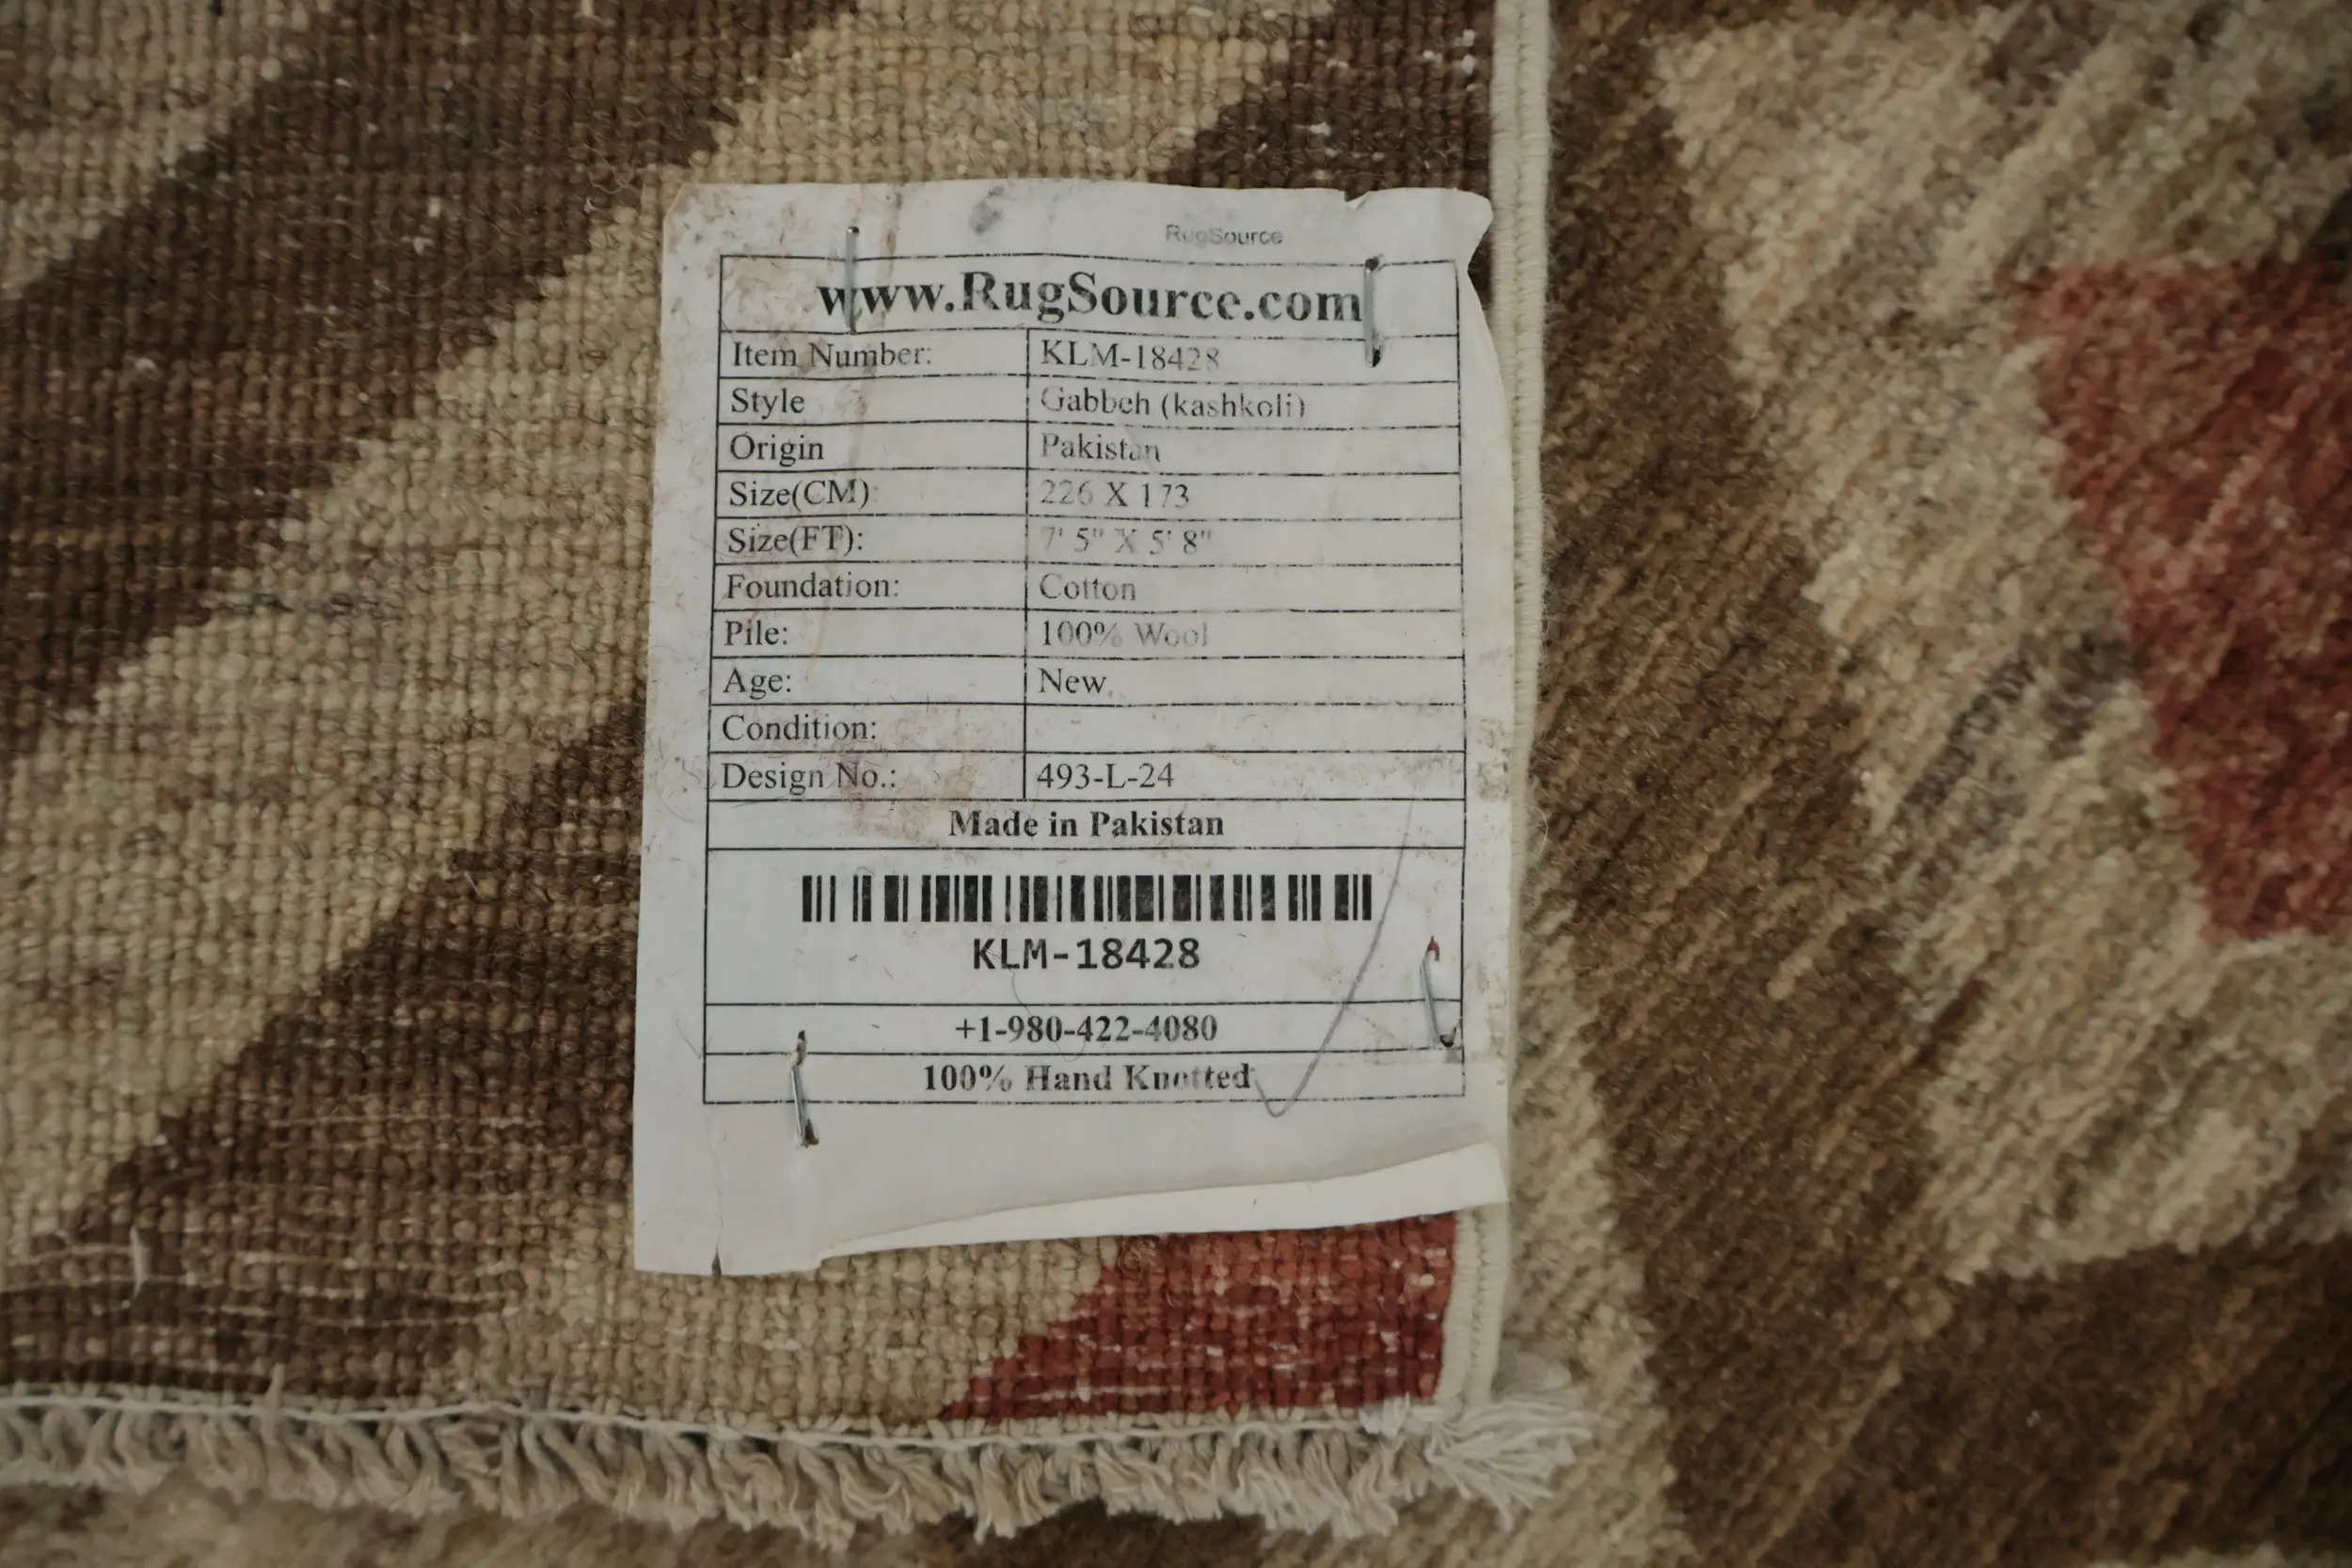 RugSource
www.RugSource.com
Item Number: KLM-18428
Style Gabbeh (kashkoli)
Origin Pakistan
Size(CM): 226 X 173
Size(FT): 7' 5" X 5' 8"
Foundation: Cotton
Pile: 100% Wool
Age: New
Condition:
Design No.: 493-L-24
Made in Pakistan
KLM-18428
+1-980-422-4080
100% Hand Knotted